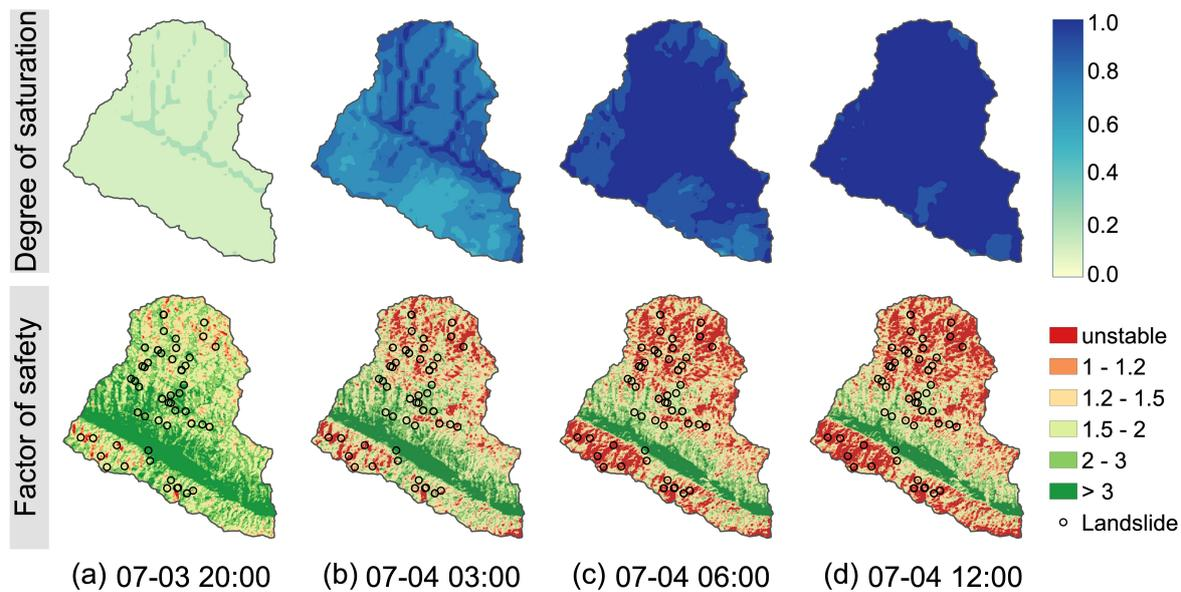 Degree of saturation
1.0
0.8
0.6
0.4
0.2
0.0
Factor of safety
unstable
1 - 1.2
1.2 - 1.5
1.5 - 2
2 - 3
> 3
Landslide
(a) 07-03 20:00
(b) 07-04 03:00
(c) 07-04 06:00
(d) 07-04 12:00